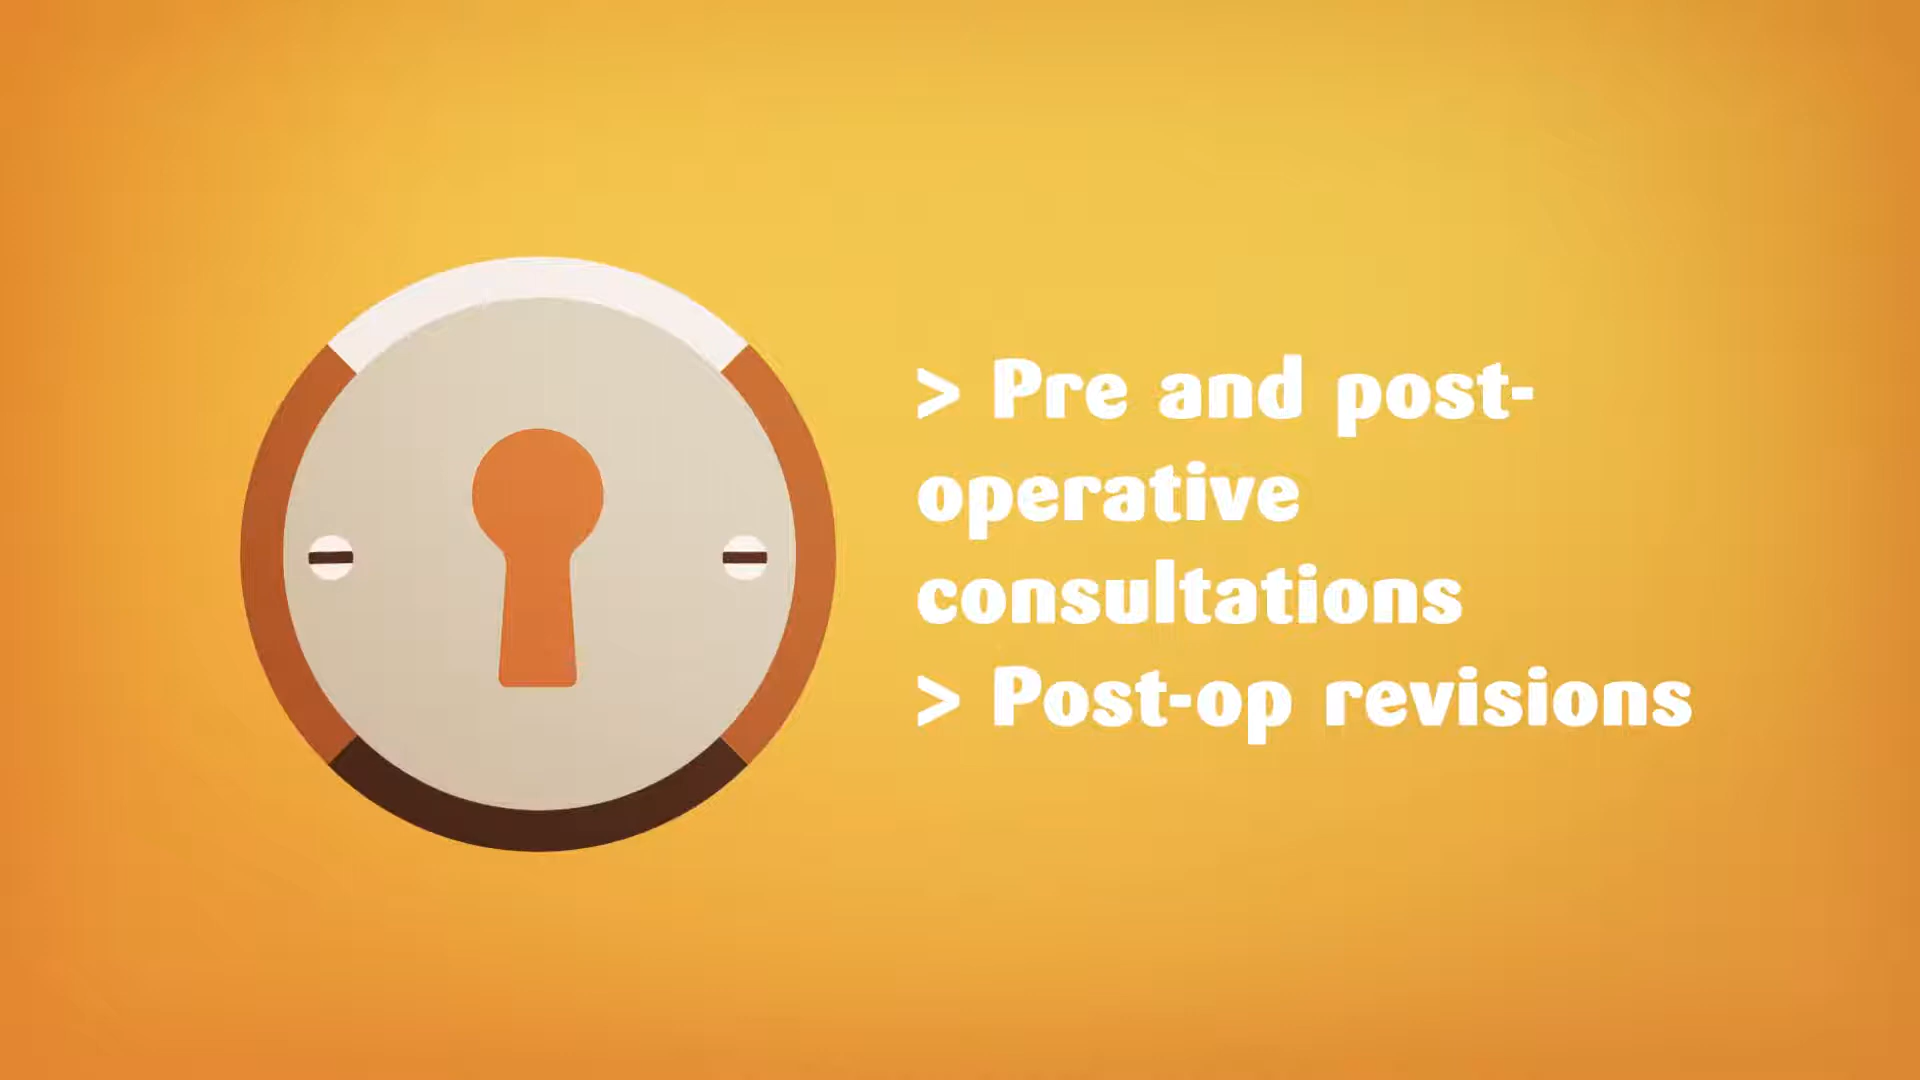 > Pre and post-
operative
consultations
> Post-op revisions